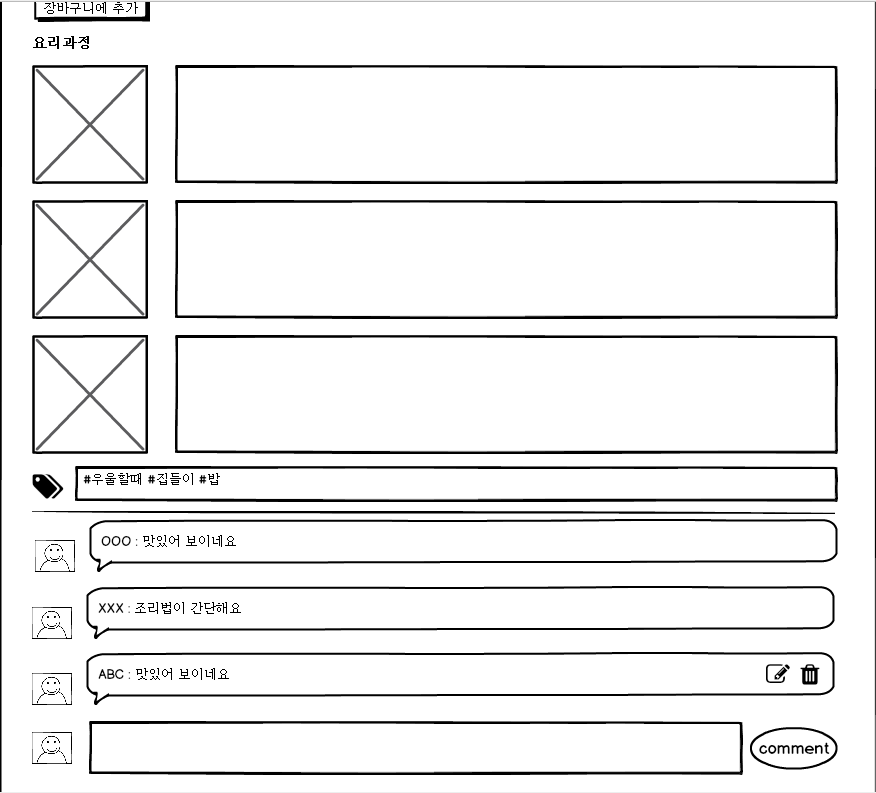 장바구니에 추가
요리과정
#우울할때 #집들이 #밥
OOO : 맛있어 보이네요
XXX : 조리법이 간단해요
ABC : 맛있어 보이네요
comment